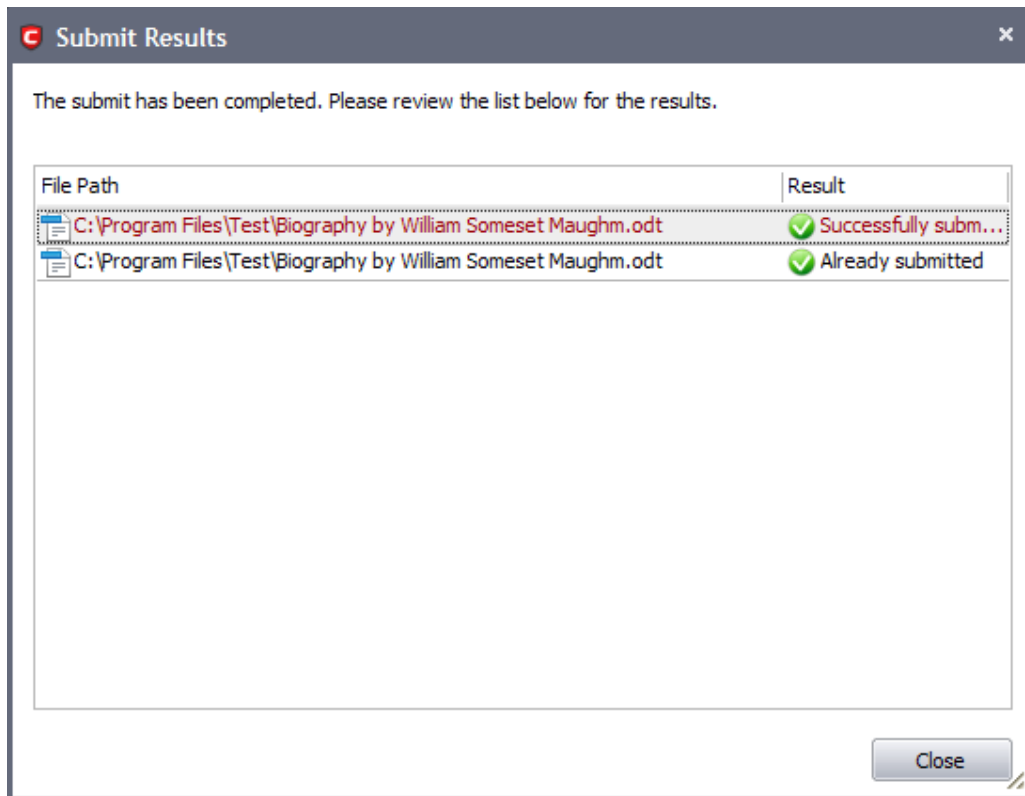 Submit Results
The submit has been completed. Please review the list below for the results.
File Path Result
C:\Program Files\Test\Biography by William Someset Maughm.odt Successfully subm...
C:\Program Files\Test\Biography by William Someset Maughm.odt Already submitted
Close